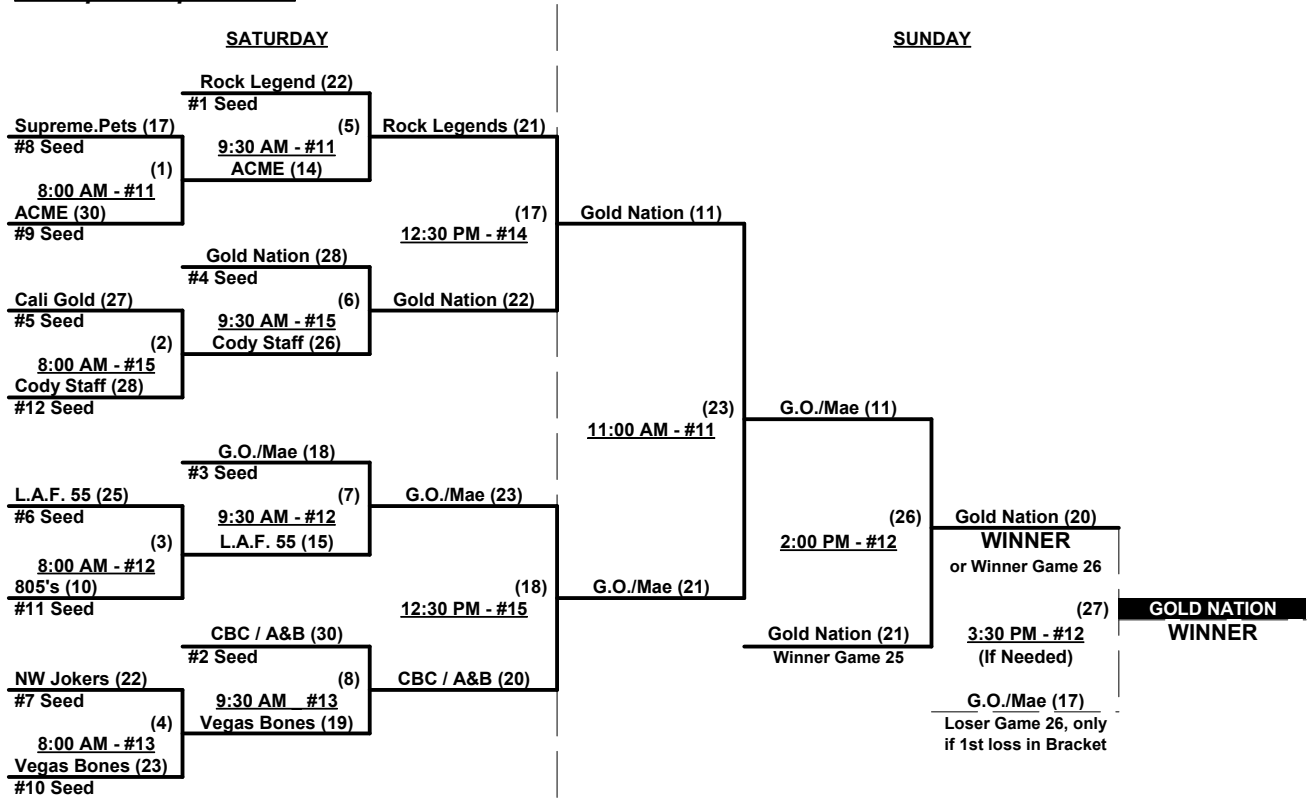 SATURDAY
SUNDAY
Rock Legend (22)
#1 Seed
Supreme.Pets (17)
#8 Seed
(5)
9:30 AM - #11
Rock Legends (21)
(1)
8:00 AM - #11
ACME (14)
ACME (30)
#9 Seed
(17)
12:30 PM - #14
Gold Nation (11)
Gold Nation (28)
#4 Seed
Cali Gold (27)
#5 Seed
(6)
9:30 AM - #15
Gold Nation (22)
(2)
8:00 AM - #15
Cody Staff (26)
Cody Staff (28)
#12 Seed
(23)
11:00 AM - #11
G.O./Mae (11)
G.O./Mae (18)
#3 Seed
L.A.F. 55 (25)
#6 Seed
(7)
9:30 AM - #12
G.O./Mae (23)
(3)
8:00 AM - #12
L.A.F. 55 (15)
805's (10)
#11 Seed
(26)
2:00 PM - #12
Gold Nation (20)
WINNER
or Winner Game 26
(18)
12:30 PM - #15
G.O./Mae (21)
(27)
3:30 PM - #12
(If Needed)
GOLD NATION
WINNER
CBC / A&B (30)
#2 Seed
Gold Nation (21)
Winner Game 25
NW Jokers (22)
#7 Seed
(8)
9:30 AM _ #13
CBC / A&B (20)
(4)
8:00 AM - #13
Vegas Bones (19)
Vegas Bones (23)
#10 Seed
G.O./Mae (17)
Loser Game 26, only
if 1st loss in Bracket